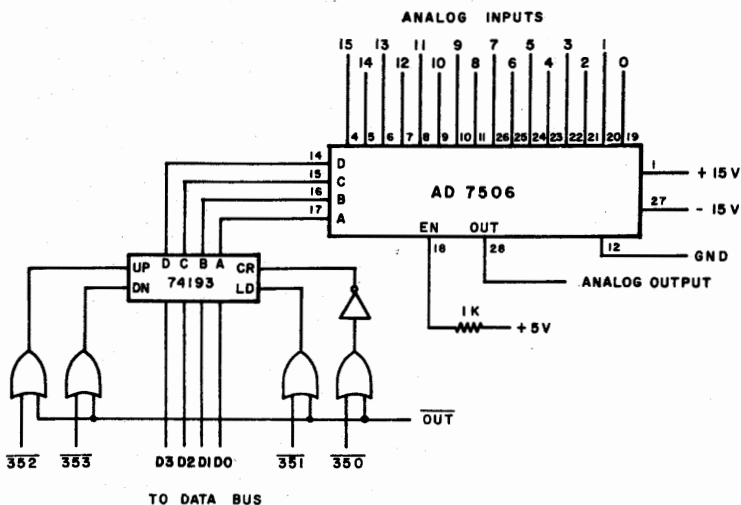 ANALOG INPUTS
15 13 11 9 7 5 3 1
14 12 10 8 6 4 2 0
4 5 6 7 8 9 10 11 26 25 24 23 22 21 20 19
14 D
15 C
16 B
17 A
AD 7506
1 +15V
27 -15V
EN OUT
18 28 12
GND
ANALOG OUTPUT
1K
+5V
UP D C B A CR
74193
DN LD
OUT
352 353 D3 D2 D1 D0 351 350
TO DATA BUS